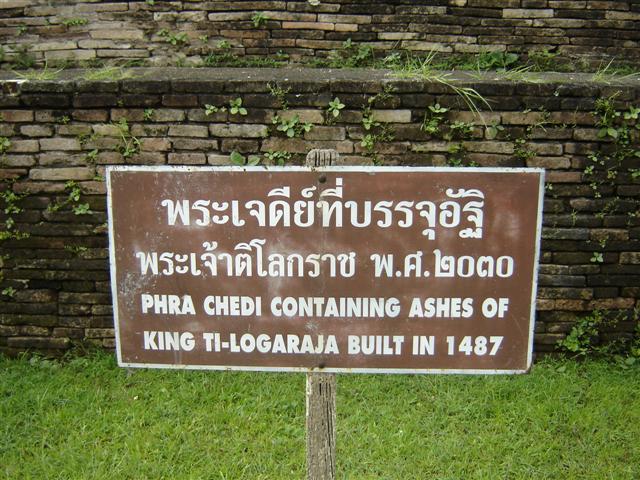 พระเจดีย์ที่บรรจุอัฐิ
พระเจ้าติโลกราช พ.ศ.๒๐๓๐
PHRA CHEDI CONTAINING ASHES OF
KING TI-LOGARAJA BUILT IN 1487